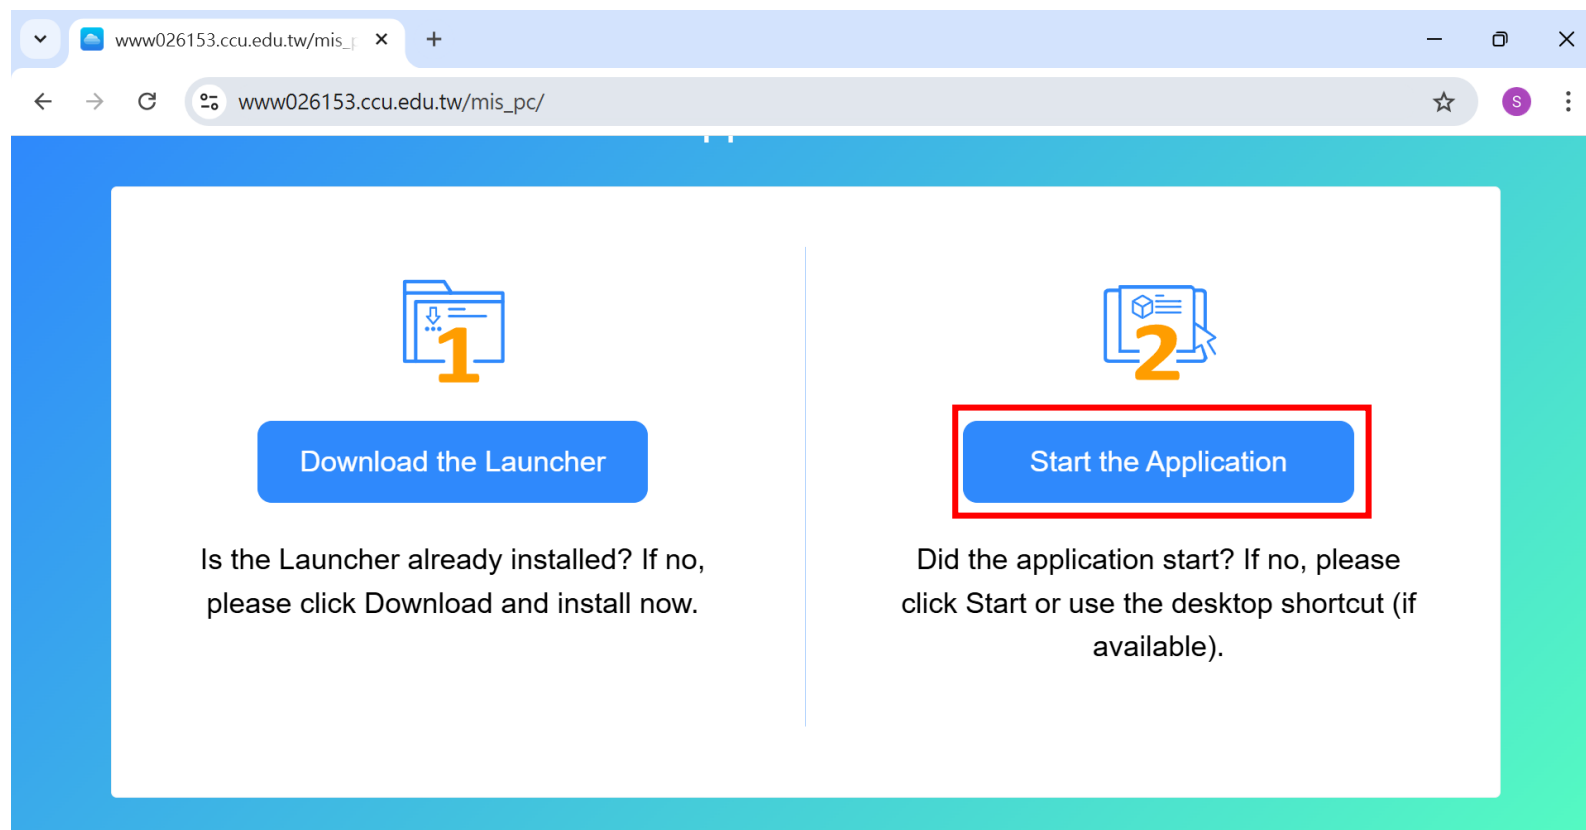 www026153.ccu.edu.tw/mis_
www026153.ccu.edu.tw/mis_pc/
S
1
Download the Launcher
Is the Launcher already installed? If no,
please click Download and install now.
2
Start the Application
Did the application start? If no, please
click Start or use the desktop shortcut (if
available).